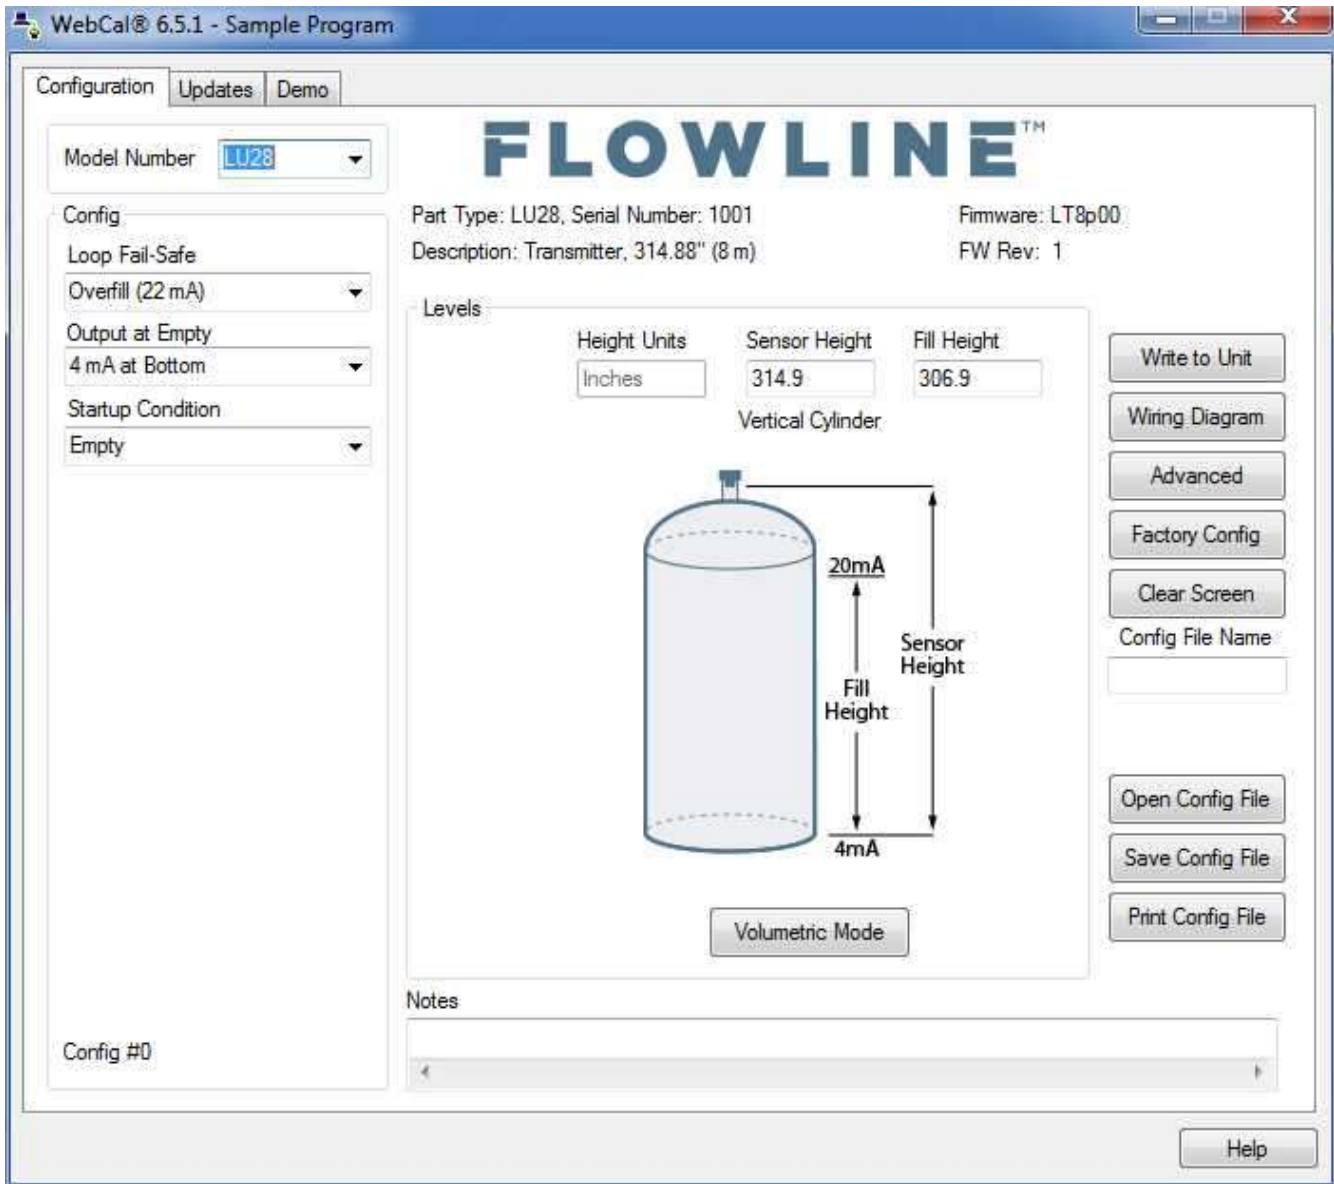 WebCal® 6.5.1 - Sample Program
Configuration Updates Demo
Model Number LU28
FLOWLINE™
Config
Loop Fail-Safe
Overfill (22 mA)
Output at Empty
4 mA at Bottom
Startup Condition
Empty
Config #0
Part Type: LU28, Serial Number: 1001 Firmware: LT8p00
Description: Transmitter, 314.88" (8 m) FW Rev: 1
Levels
Height Units Sensor Height Fill Height
Inches 314.9 306.9
Vertical Cylinder
20mA
Sensor
Height
Fill
Height
4mA
Volumetric Mode
Write to Unit
Wiring Diagram
Advanced
Factory Config
Clear Screen
Config File Name
Open Config File
Save Config File
Print Config File
Notes
Help